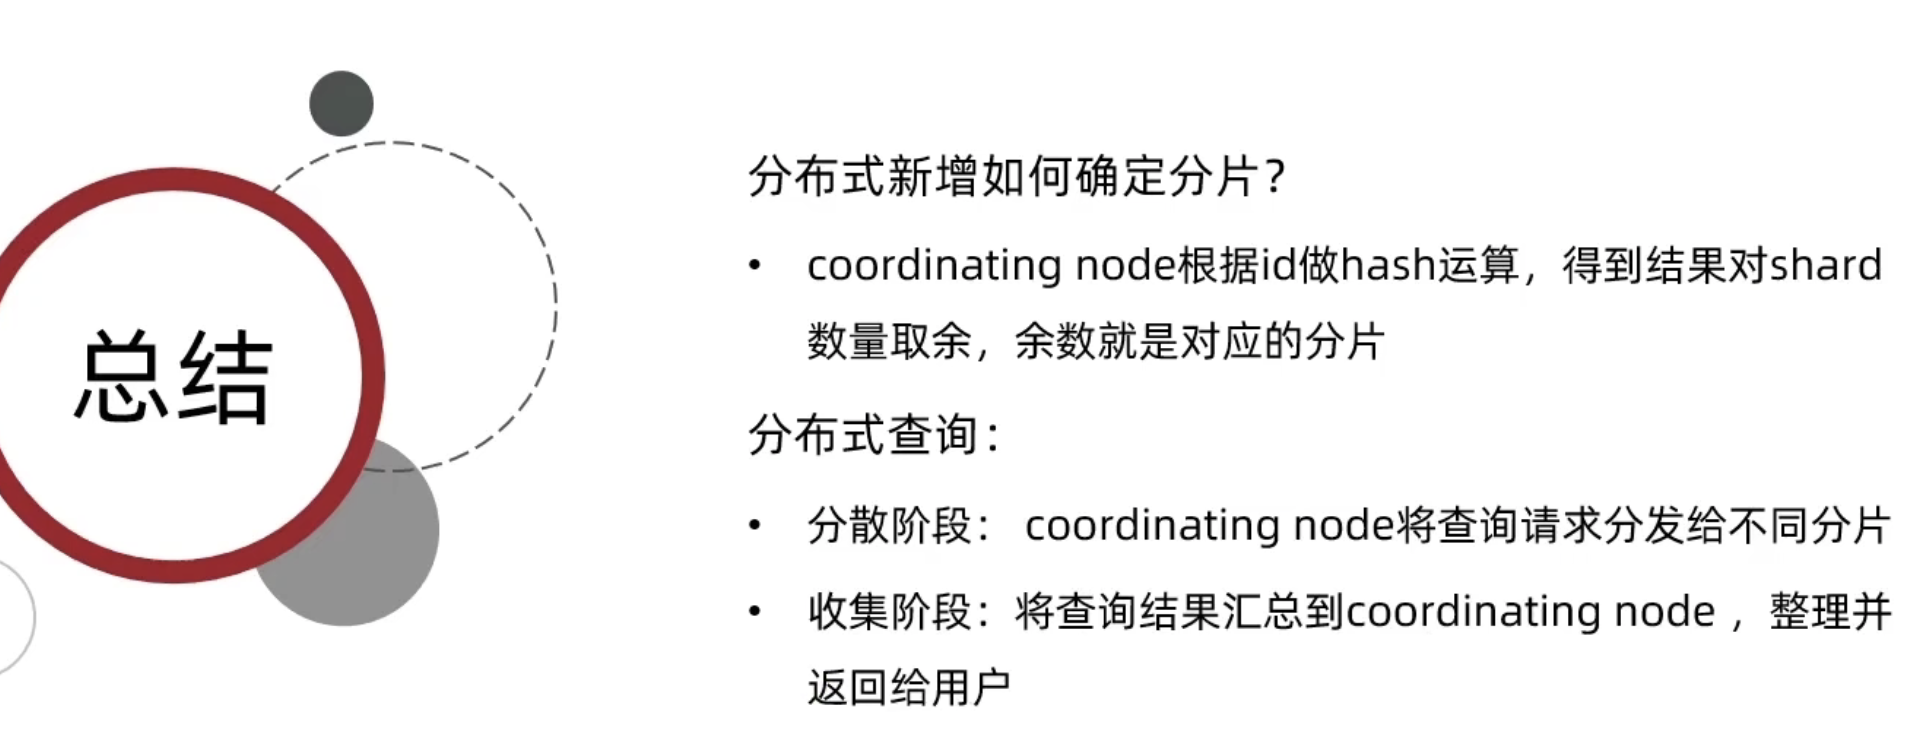 总结
分布式新增如何确定分片？
• coordinating node根据id做hash运算，得到结果对shard
数量取余，余数就是对应的分片
分布式查询：
• 分散阶段： coordinating node将查询请求分发给不同分片
• 收集阶段：将查询结果汇总到coordinating node ，整理并
返回给用户